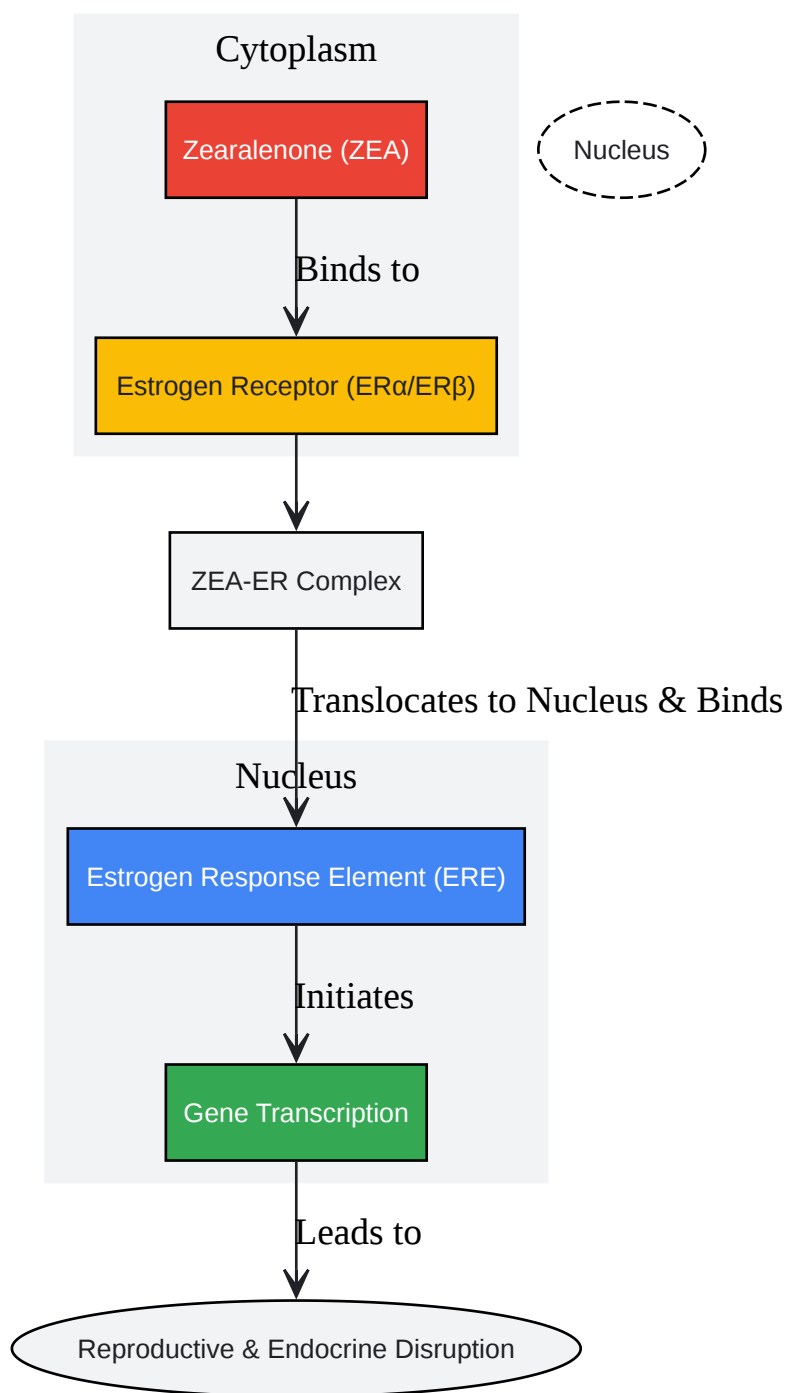 Cytoplasm
Zearalenone (ZEA)
Nucleus
Binds to
Estrogen Receptor (ERα/ERβ)
ZEA-ER Complex
Translocates to Nucleus & Binds
Nucleus
Estrogen Response Element (ERE)
Initiates
Gene Transcription
Leads to
Reproductive & Endocrine Disruption